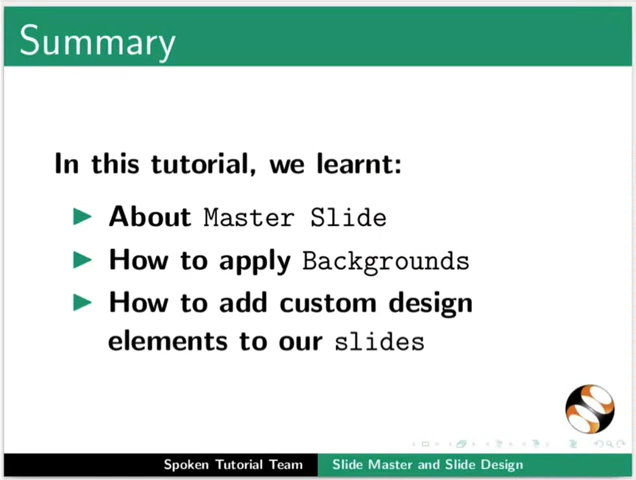 Summary
In this tutorial, we learnt:
About Master Slide
How to apply Backgrounds
How to add custom design
elements to our slides
Spoken Tutorial Team
Slide Master and Slide Design